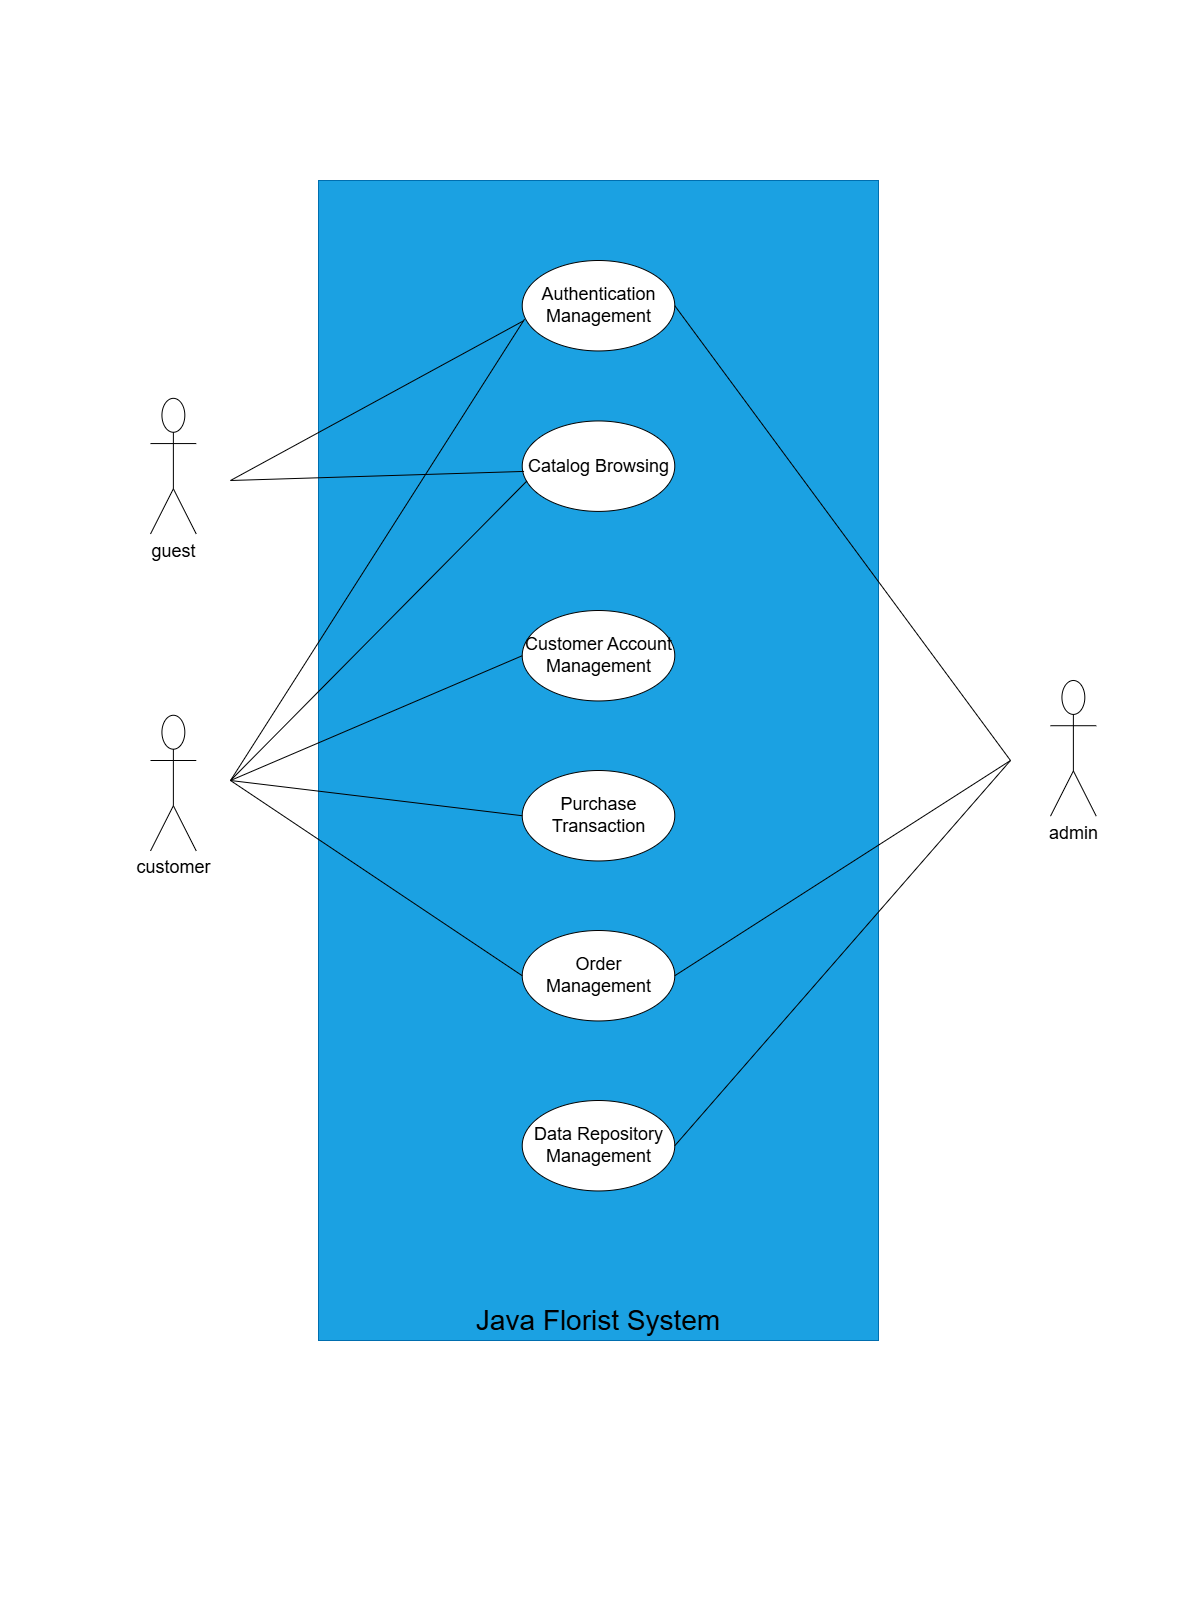 Authentication
Management
Catalog Browsing
guest
Customer Account
Management
Purchase
Transaction
customer
admin
Order
Management
Data Repository
Management
Java Florist System